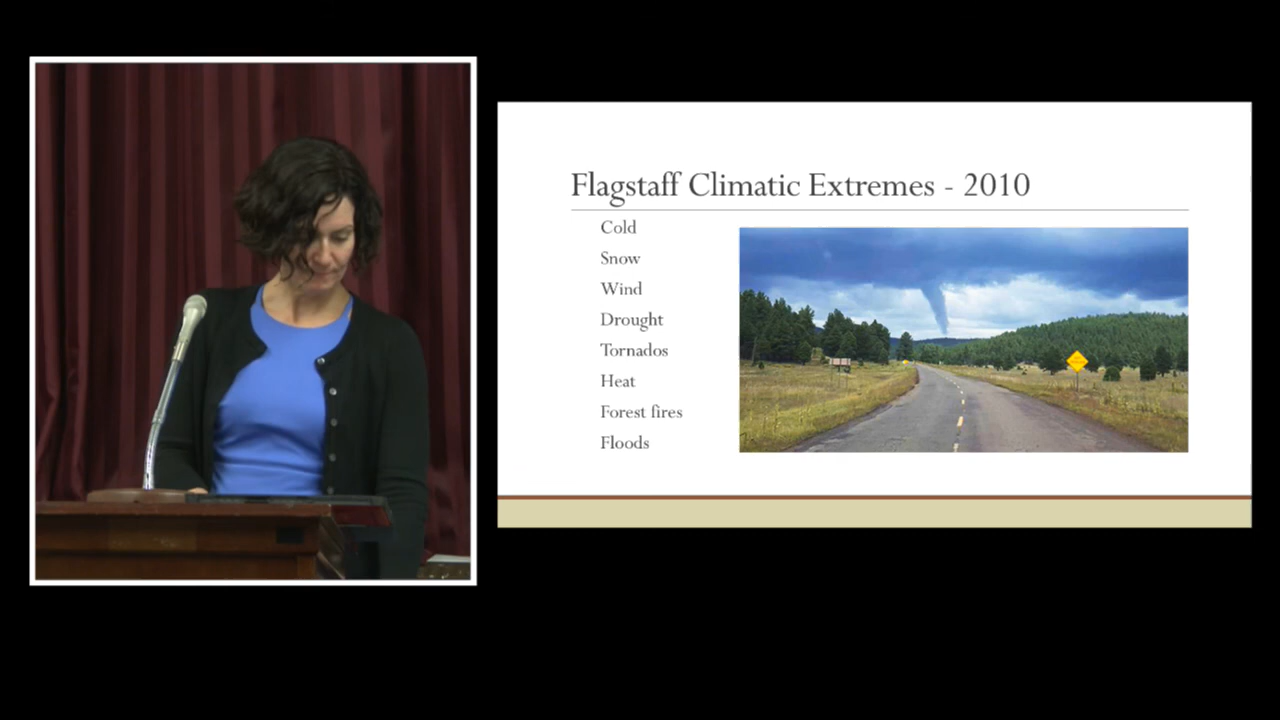 Flagstaff Climatic Extremes - 2010
Cold
Snow
Wind
Drought
Tornados
Heat
Forest fires
Floods